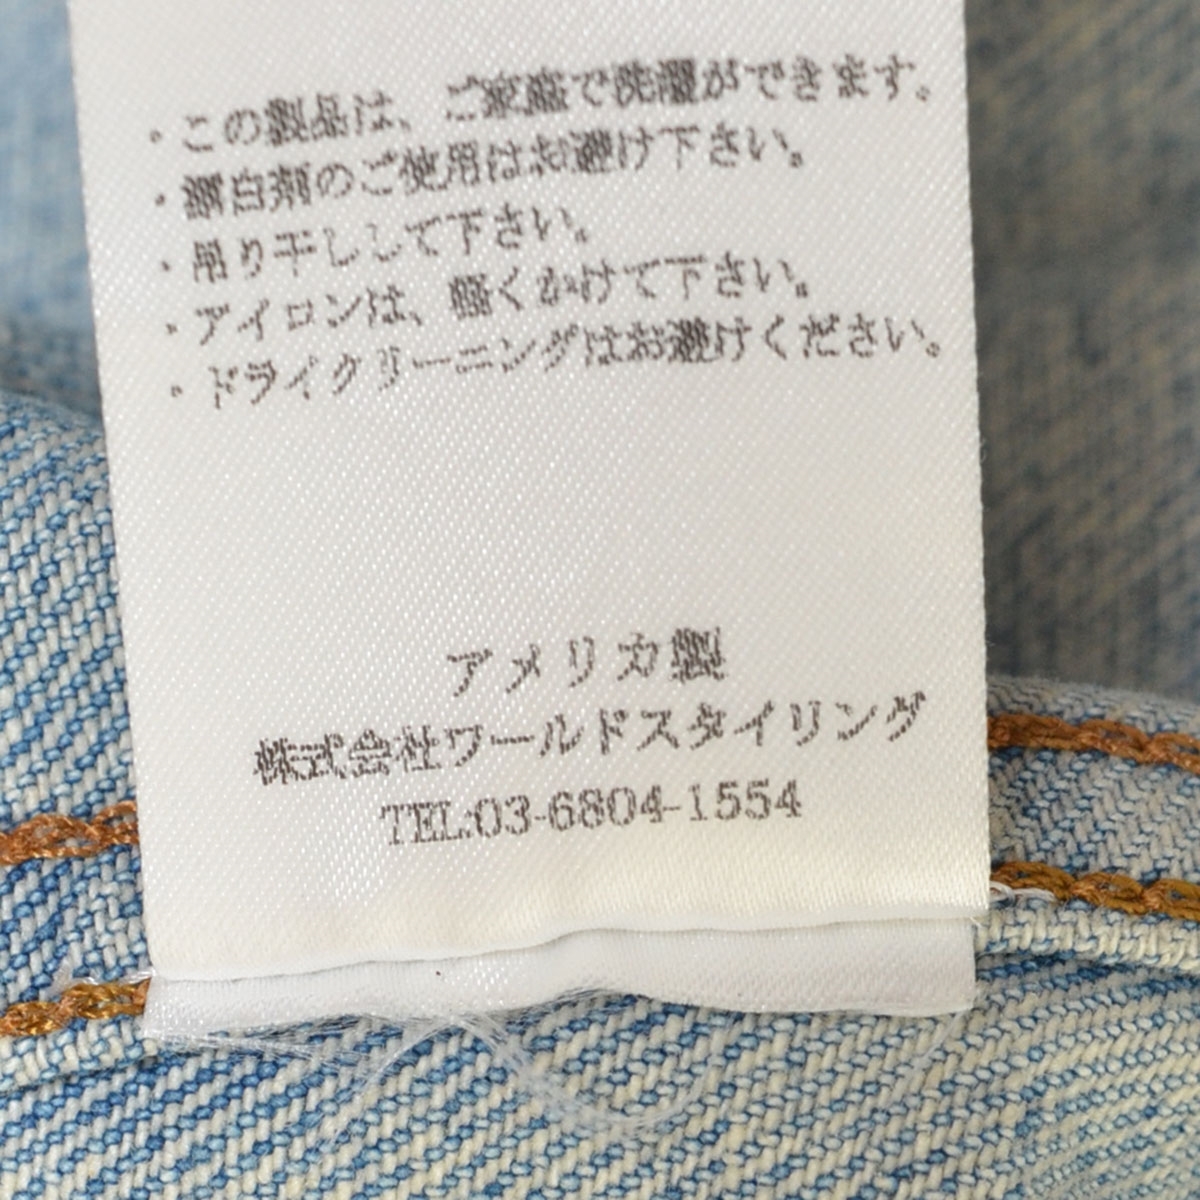 ・この製品は、ご家庭で洗濯ができます。
・漂白剤のご使用はお避け下さい。
・吊り干しして下さい。
・アイロンは、軽くかけて下さい。
・ドライクリーニングはお避けください。
アメリカ製
株式会社ワールドスタイリング
TEL:03-6804-1554